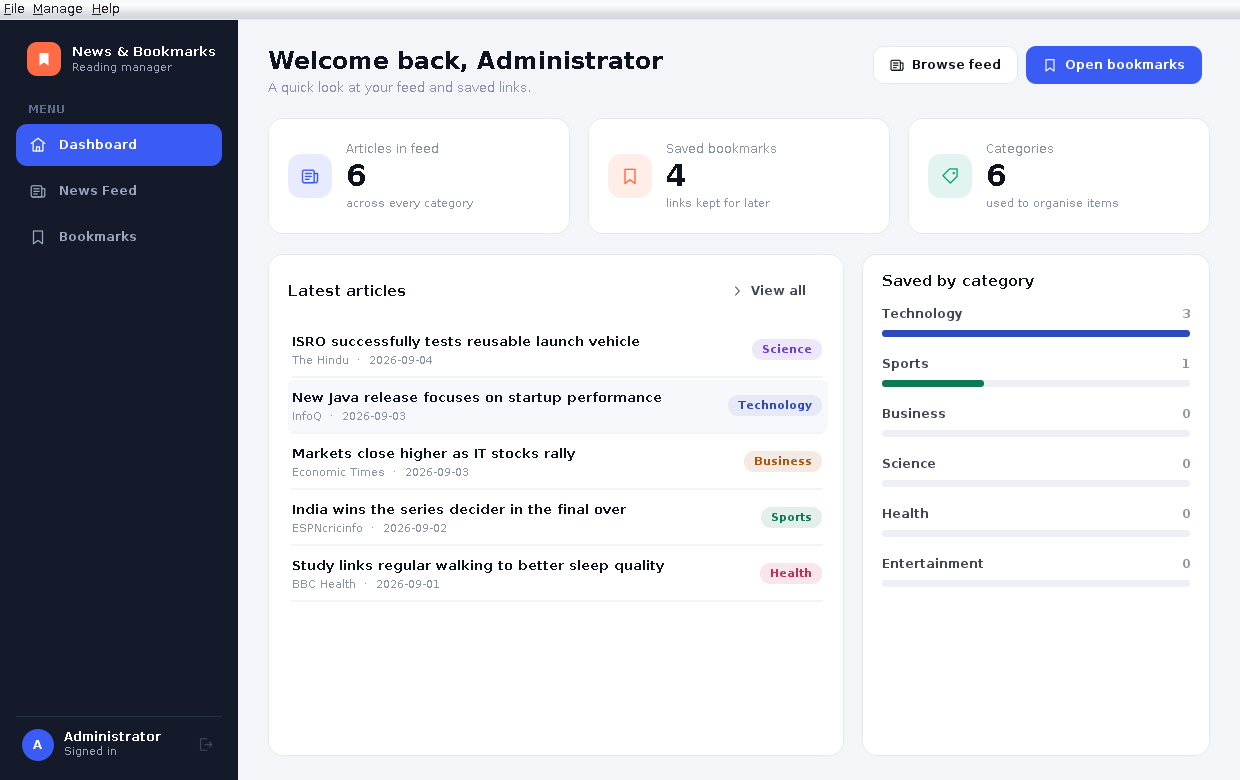 File Manage Help
News & Bookmarks
Reading manager
MENU
Dashboard
News Feed
Bookmarks
A
Administrator
Signed in
Welcome back, Administrator
A quick look at your feed and saved links.
Browse feed
Open bookmarks
Articles in feed
6
across every category
Saved bookmarks
4
links kept for later
Categories
6
used to organise items
Latest articles
View all
ISRO successfully tests reusable launch vehicle
The Hindu · 2026-09-04
Science
New Java release focuses on startup performance
InfoQ · 2026-09-03
Technology
Markets close higher as IT stocks rally
Economic Times · 2026-09-03
Business
India wins the series decider in the final over
ESPNcricinfo · 2026-09-02
Sports
Study links regular walking to better sleep quality
BBC Health · 2026-09-01
Health
Saved by category
Technology 3
Sports 1
Business 0
Science 0
Health 0
Entertainment 0